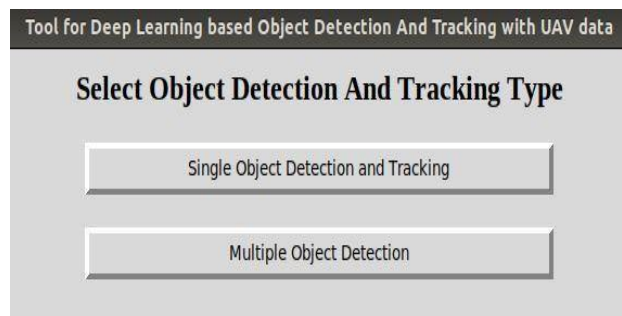 Tool for Deep Learning based Object Detection And Tracking with UAV data
Select Object Detection And Tracking Type
Single Object Detection and Tracking
Multiple Object Detection